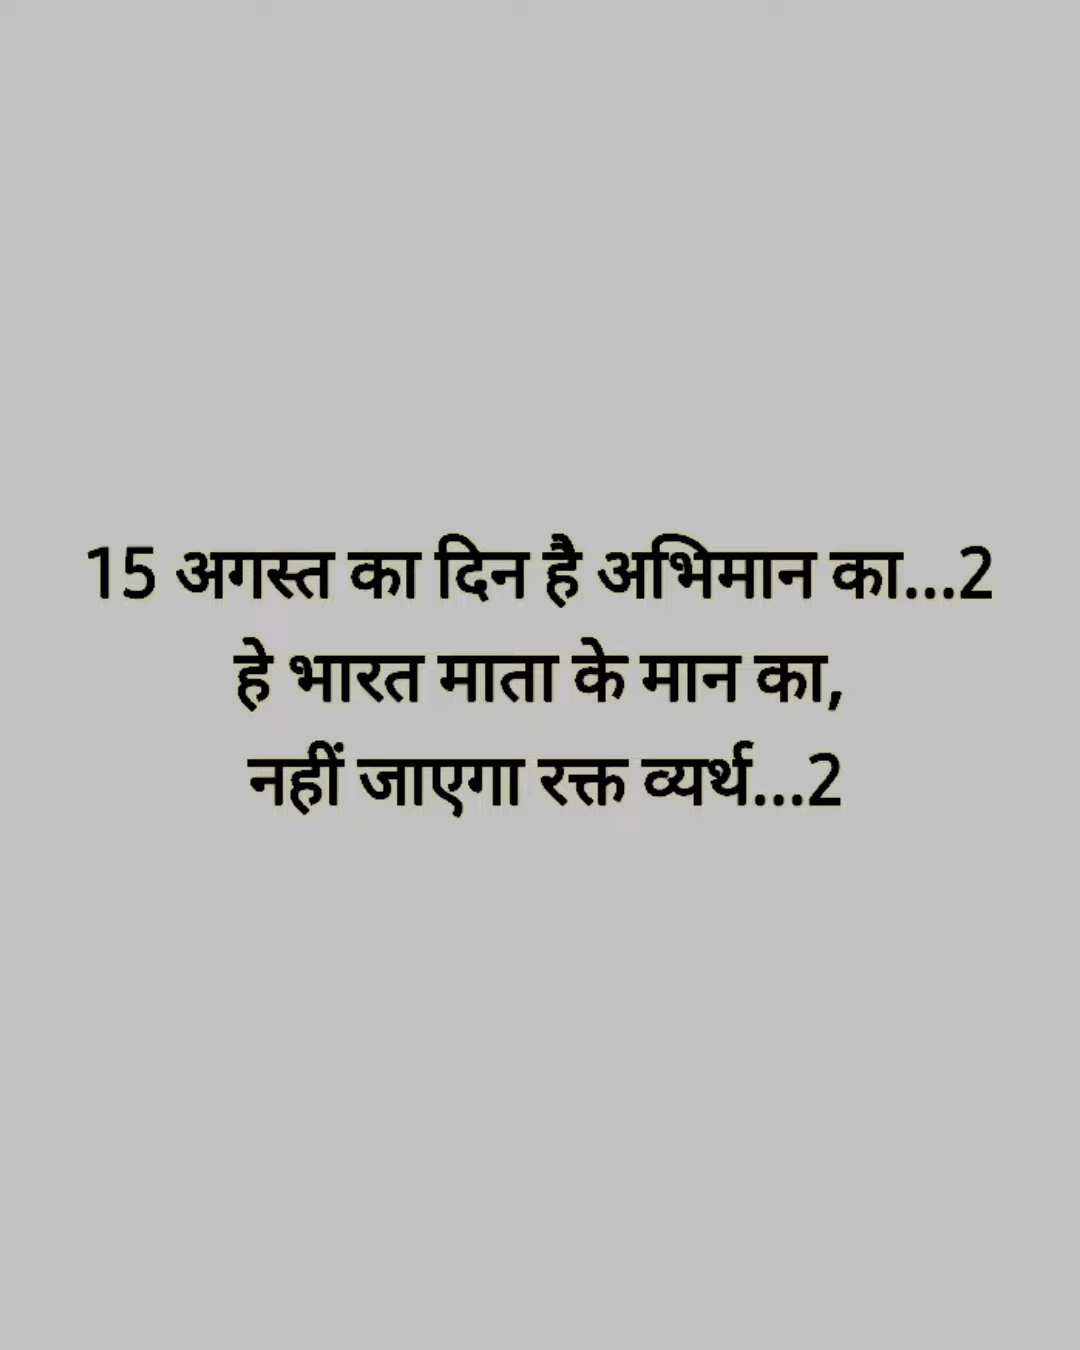 15 अगस्त का दिन है अभिमान का...2
हे भारत माता के मान का,
नहीं जाएगा रक्त व्यर्थ...2